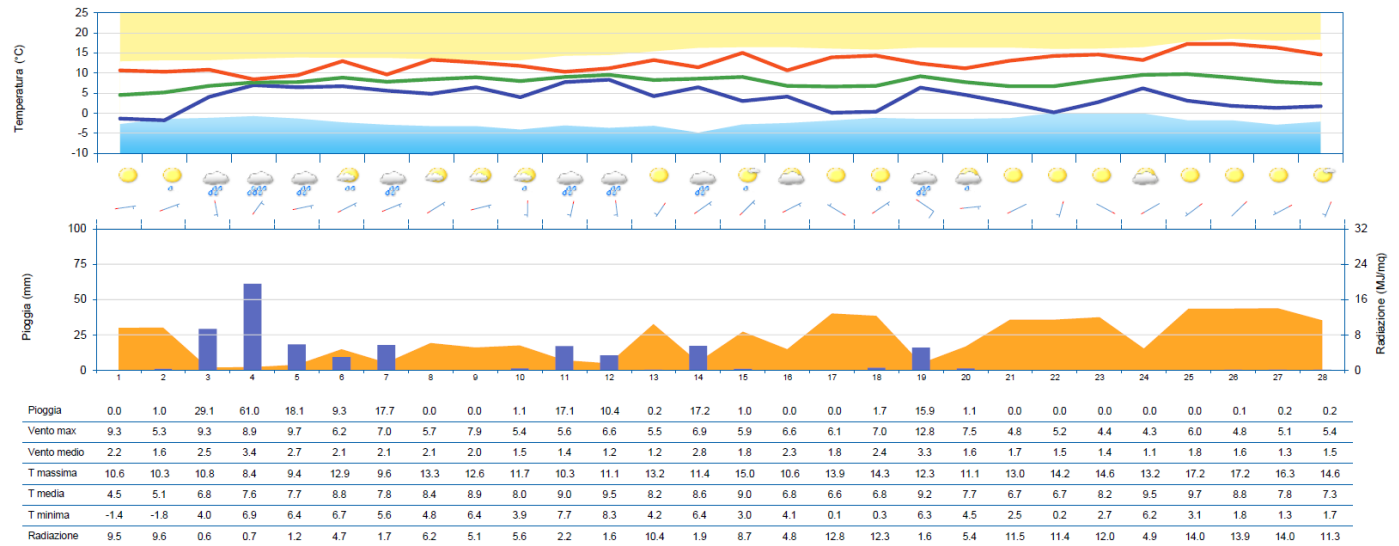 25
20
15
10
5
0
-5
-10
Temperatura (°C)
100
75
50
25
0
Pioggia (mm)
32
24
16
8
0
Radiazione (MJ/mq)
1 2 3 4 5 6 7 8 9 10 11 12 13 14 15 16 17 18 19 20 21 22 23 24 25 26 27 28
Pioggia 0.0 1.0 29.1 61.0 18.1 9.3 17.7 0.0 0.0 1.1 17.1 10.4 0.2 17.2 1.0 0.0 0.0 1.7 15.9 1.1 0.0 0.0 0.0 0.0 0.0 0.1 0.2 0.2
Vento max 9.3 5.3 9.3 8.9 9.7 6.2 7.0 5.7 7.9 5.4 5.6 6.6 5.5 6.9 5.9 6.6 6.1 7.0 12.8 7.5 4.8 5.2 4.4 4.3 6.0 4.8 5.1 5.4
Vento medio 2.2 1.6 2.5 3.4 2.7 2.1 2.1 2.1 2.0 1.5 1.4 1.2 1.2 2.8 1.8 2.3 1.8 2.4 3.3 1.6 1.7 1.5 1.4 1.1 1.8 1.6 1.3 1.5
T massima 10.6 10.3 10.8 8.4 9.4 12.9 9.6 13.3 12.6 11.7 10.3 11.1 13.2 11.4 15.0 10.6 13.9 14.3 12.3 11.1 13.0 14.2 14.6 13.2 17.2 17.2 16.3 14.6
T media 4.5 5.1 6.8 7.6 7.7 8.8 7.8 8.4 8.9 8.0 9.0 9.5 8.2 8.6 9.0 6.8 6.6 6.8 9.2 7.7 6.7 6.7 8.2 9.5 9.7 8.8 7.8 7.3
T minima -1.4 -1.8 4.0 6.9 6.4 6.7 5.6 4.8 6.4 3.9 7.7 8.3 4.2 6.4 3.0 4.1 0.1 0.3 6.3 4.5 2.5 0.2 2.7 6.2 3.1 1.8 1.3 1.7
Radiazione 9.5 9.6 0.6 0.7 1.2 4.7 1.7 6.2 5.1 5.6 2.2 1.6 10.4 1.9 8.7 4.8 12.8 12.3 1.6 5.4 11.5 11.4 12.0 4.9 14.0 13.9 14.0 11.3